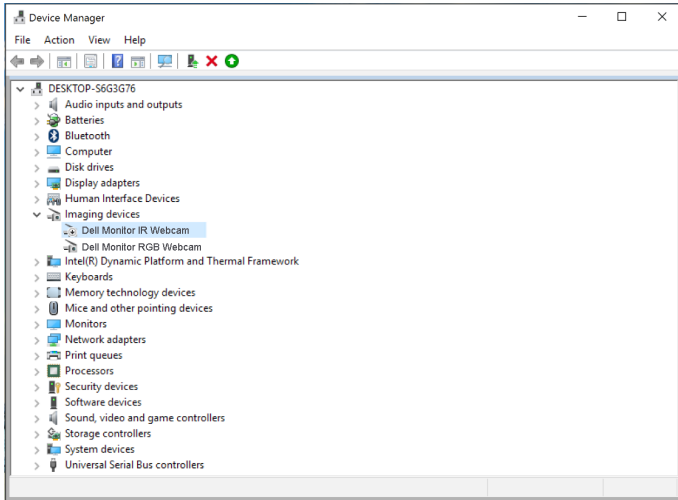 Device Manager
File Action View Help
DESKTOP-S6G3G76
Audio inputs and outputs
Batteries
Bluetooth
Computer
Disk drives
Display adapters
Human Interface Devices
Imaging devices
Dell Monitor IR Webcam
Dell Monitor RGB Webcam
Intel(R) Dynamic Platform and Thermal Framework
Keyboards
Memory technology devices
Mice and other pointing devices
Monitors
Network adapters
Print queues
Processors
Security devices
Software devices
Sound, video and game controllers
Storage controllers
System devices
Universal Serial Bus controllers